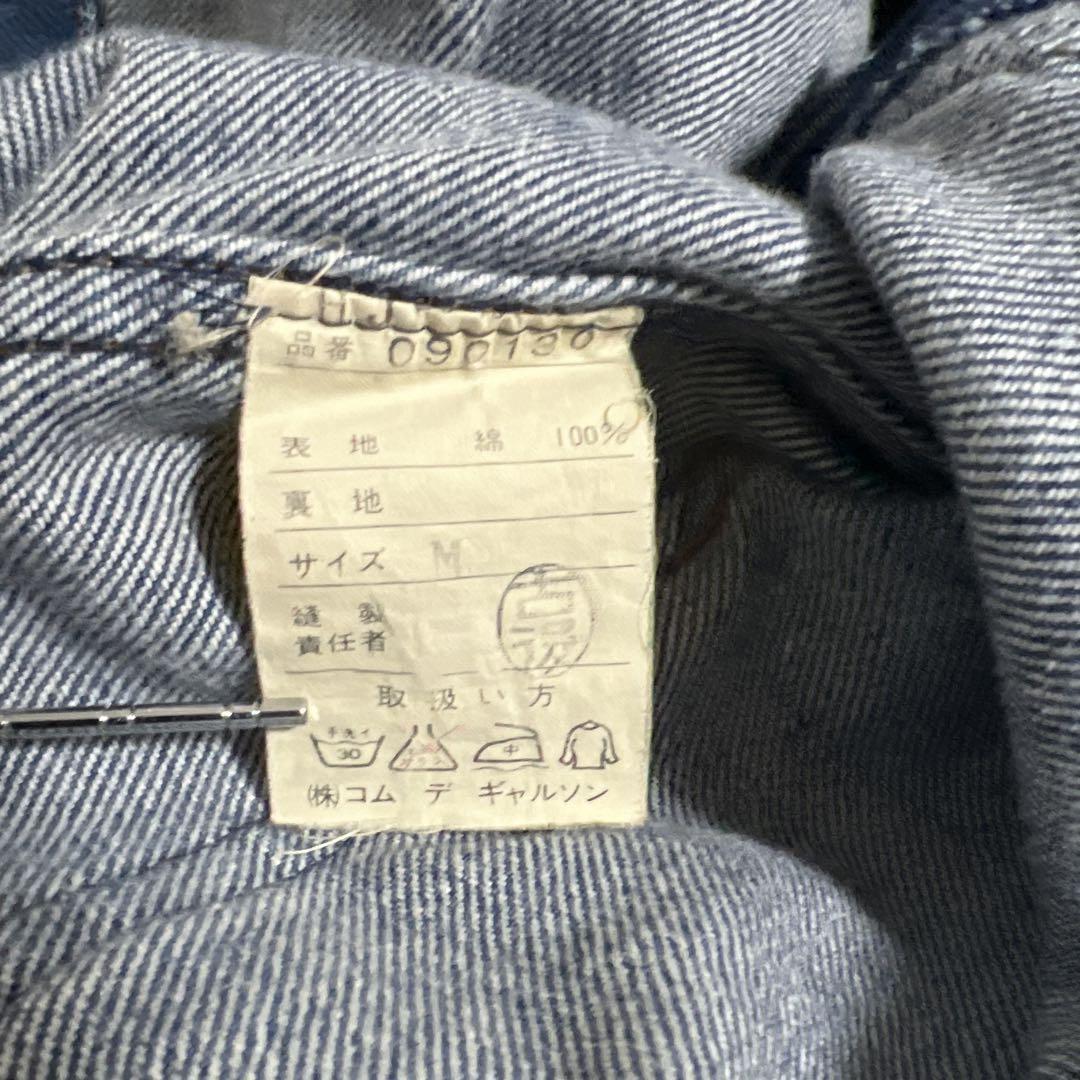 HJ
品番 090130
表地 綿 100%
裏地
サイズ M
縫製
責任者
取扱い方
手洗イ
30
中
㈱コム デ ギャルソン